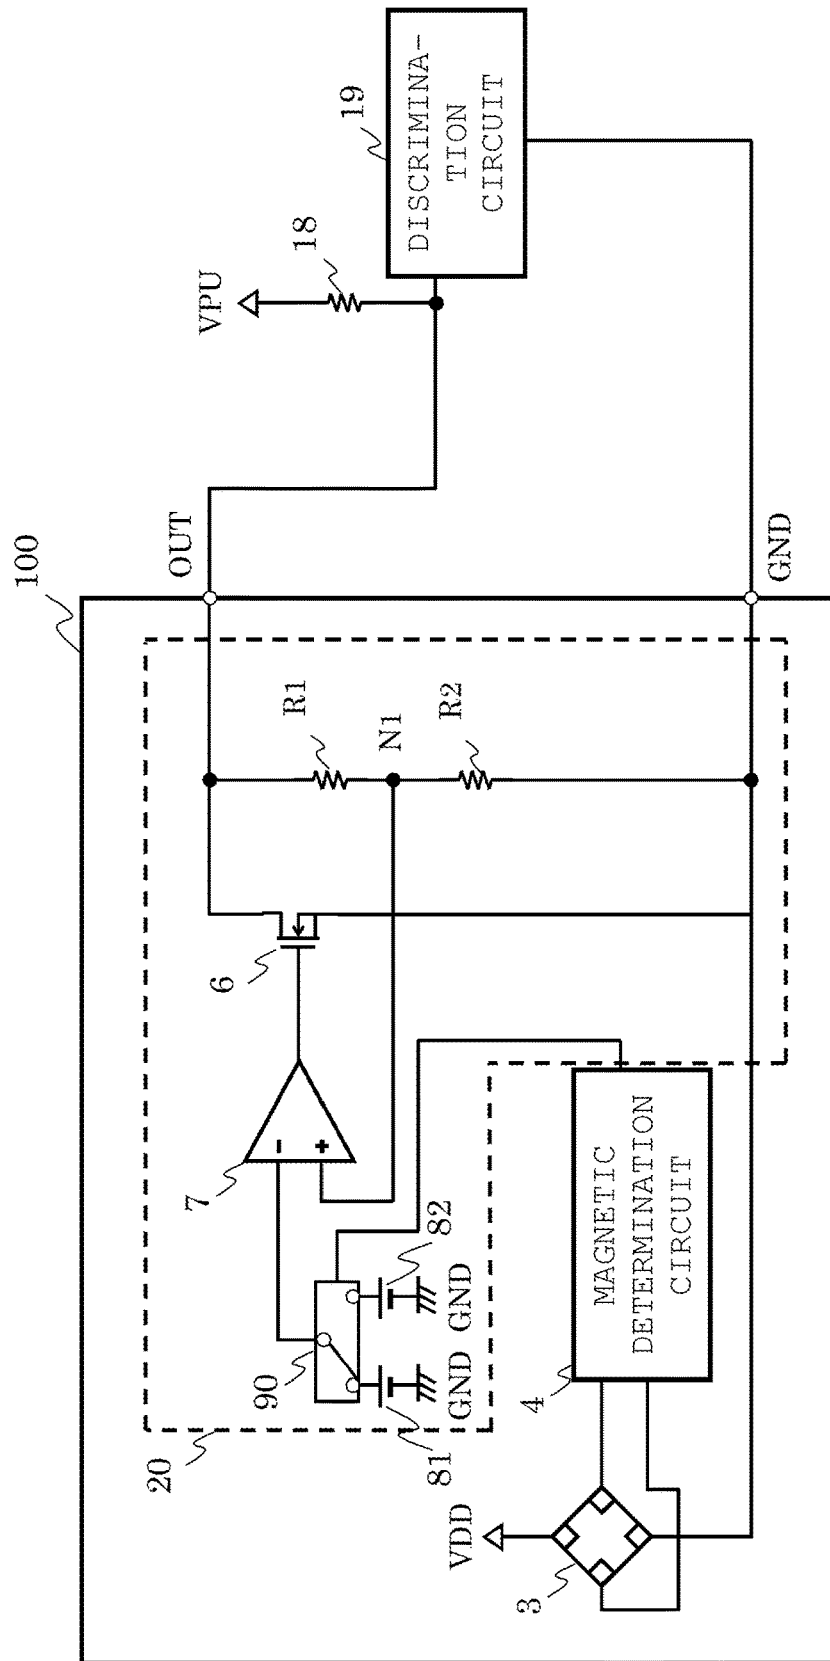 100
20
VDD
3
4
MAGNETIC
DETERMINATION
CIRCUIT
81
GND
82
GND
90
7
6
R1
N1
R2
OUT
GND
VPU
18
19
DISCRIMINA-
TION
CIRCUIT